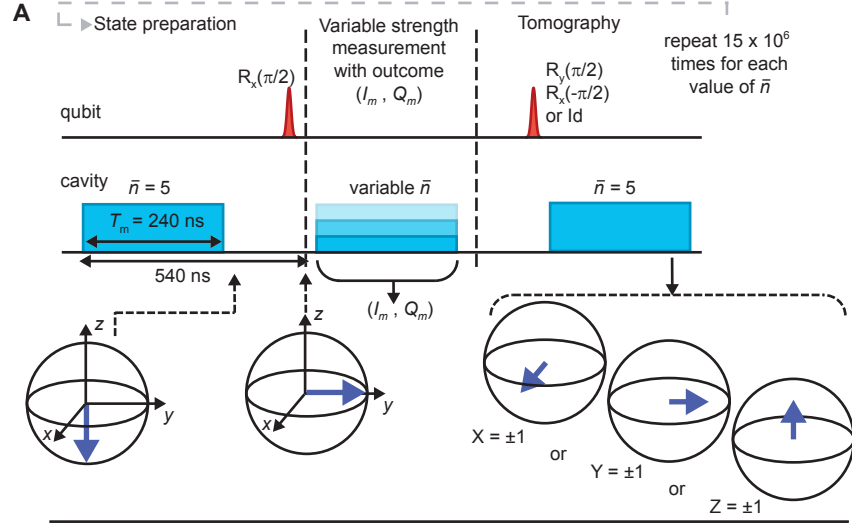 A
State preparation
Variable strength
measurement
with outcome
(I_m , Q_m)
Tomography
repeat 15 x 10⁶
times for each
value of n̄
qubit
R_x(π/2)
R_y(π/2)
R_x(-π/2)
or Id
cavity
n̄ = 5
variable n̄
n̄ = 5
T_m = 240 ns
540 ns
(I_m , Q_m)
z
y
x
z
y
x
X = ±1
or
Y = ±1
or
Z = ±1